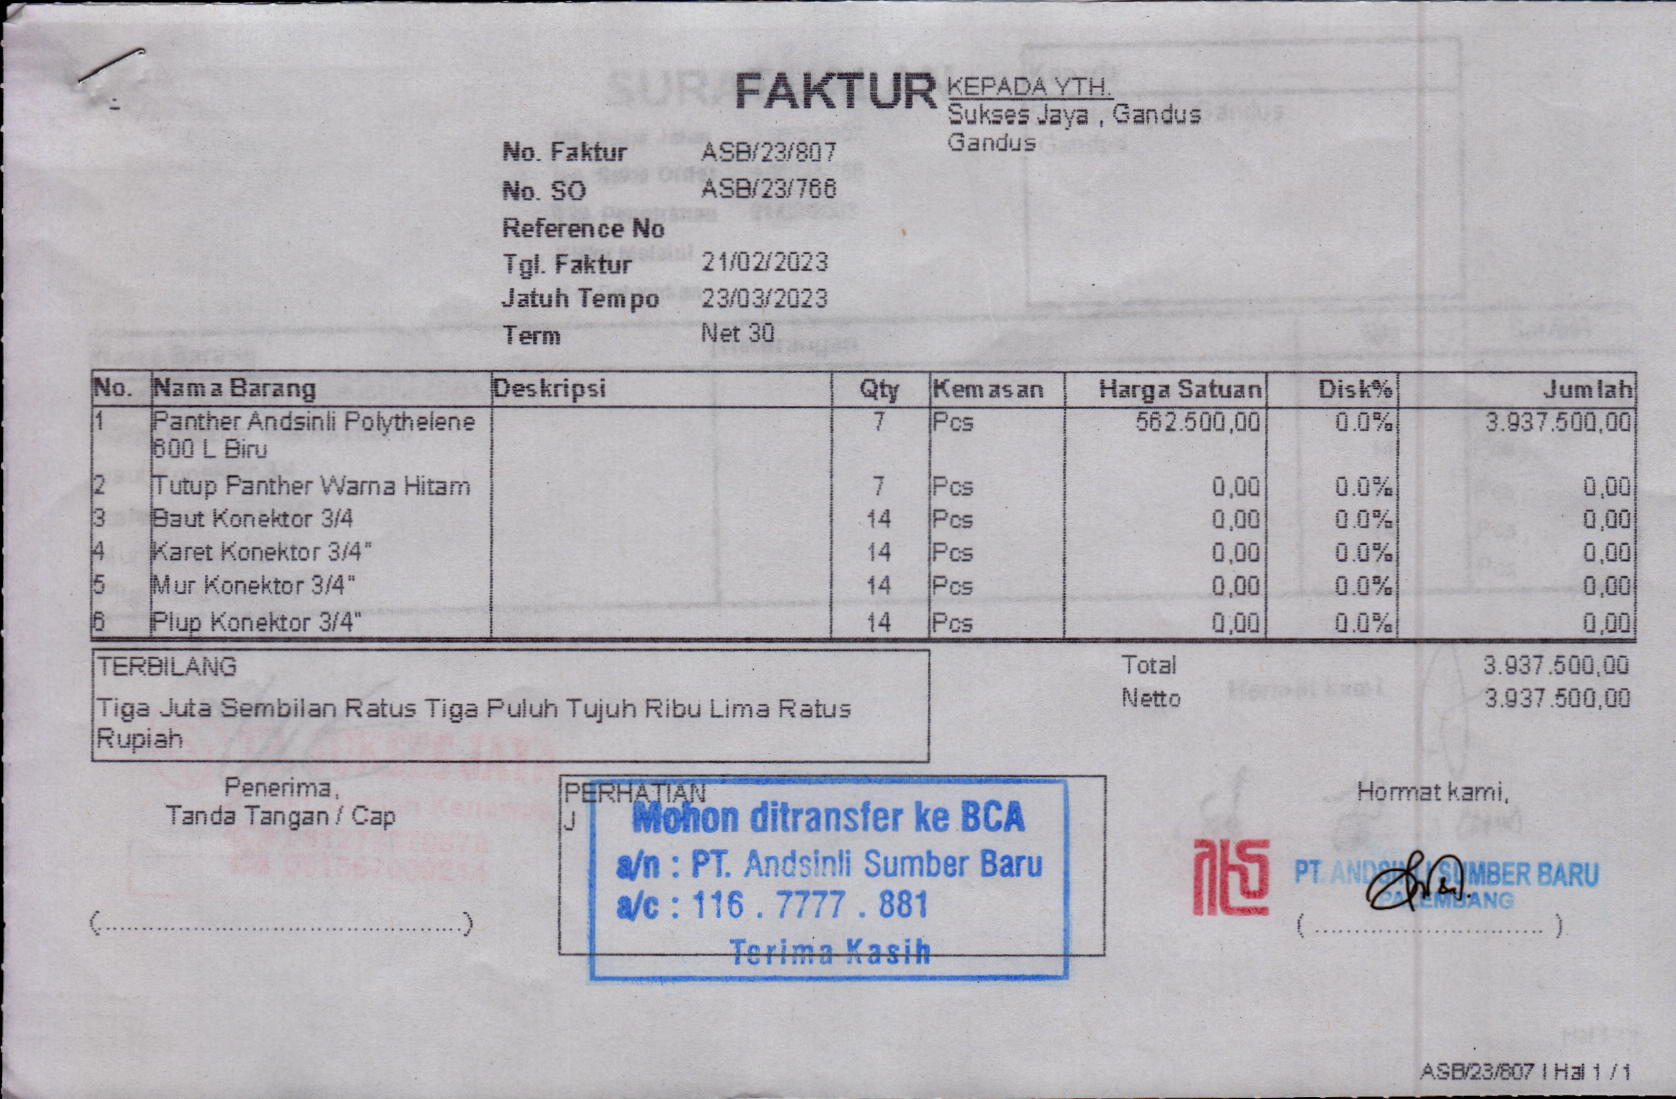 FAKTUR
KEPADA YTH.
Sukses Jaya , Gandus
Gandus
No. Faktur ASB/23/807
No. SO ASB/23/766
Reference No
Tgl. Faktur 21/02/2023
Jatuh Tempo 23/03/2023
Term Net 30
No. Nama Barang Deskripsi Qty Kemasan Harga Satuan Disk% Jumlah
1 Panther Andsinli Polythelene 7 Pcs 562.500,00 0.0% 3.937.500,00
600 L Biru
2 Tutup Panther Warna Hitam 7 Pcs 0,00 0.0% 0,00
3 Baut Konektor 3/4 14 Pcs 0,00 0.0% 0,00
4 Karet Konektor 3/4" 14 Pcs 0,00 0.0% 0,00
5 Mur Konektor 3/4" 14 Pcs 0,00 0.0% 0,00
6 Plup Konektor 3/4" 14 Pcs 0,00 0.0% 0,00
TERBILANG
Tiga Juta Sembilan Ratus Tiga Puluh Tujuh Ribu Lima Ratus
Rupiah
Total 3.937.500,00
Netto 3.937.500,00
Penerima,
Tanda Tangan / Cap
(..............................................)
PERHATIAN
J
Mohon ditransfer ke BCA
a/n : PT. Andsinli Sumber Baru
a/c : 116 . 7777 . 881
Terima Kasih
Hormat kami,
PT. ANDSINLI SUMBER BARU
PALEMBANG
( ............................. )
ASB/23/807 | Hal 1 / 1